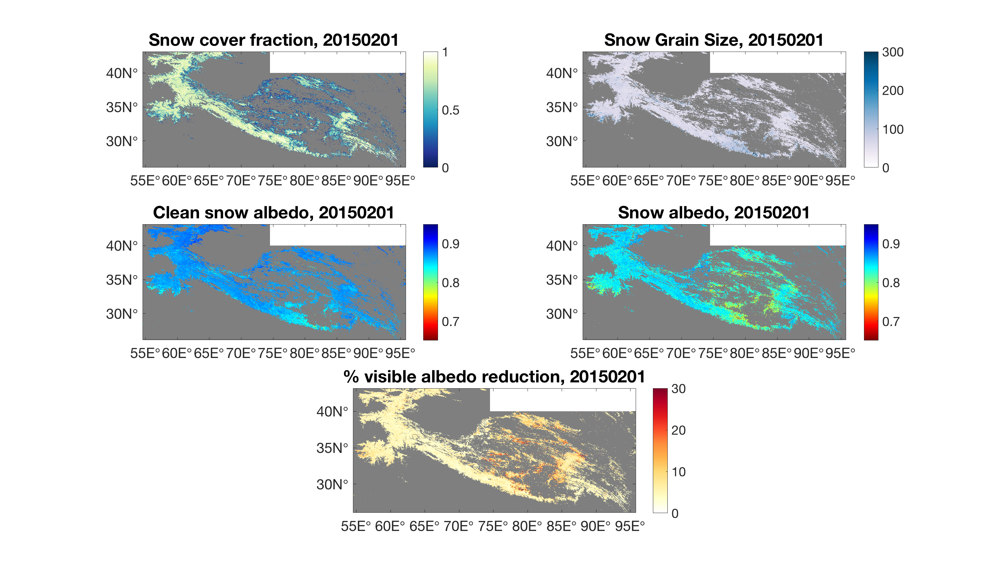 Snow cover fraction, 20150201
40N°
35N°
30N°
55E° 60E° 65E° 70E° 75E° 80E° 85E° 90E° 95E°
1
0.5
0
Snow Grain Size, 20150201
40N°
35N°
30N°
55E° 60E° 65E° 70E° 75E° 80E° 85E° 90E° 95E°
300
200
100
0
Clean snow albedo, 20150201
40N°
35N°
30N°
55E° 60E° 65E° 70E° 75E° 80E° 85E° 90E° 95E°
0.9
0.8
0.7
Snow albedo, 20150201
40N°
35N°
30N°
55E° 60E° 65E° 70E° 75E° 80E° 85E° 90E° 95E°
0.9
0.8
0.7
% visible albedo reduction, 20150201
40N°
35N°
30N°
55E° 60E° 65E° 70E° 75E° 80E° 85E° 90E° 95E°
30
20
10
0